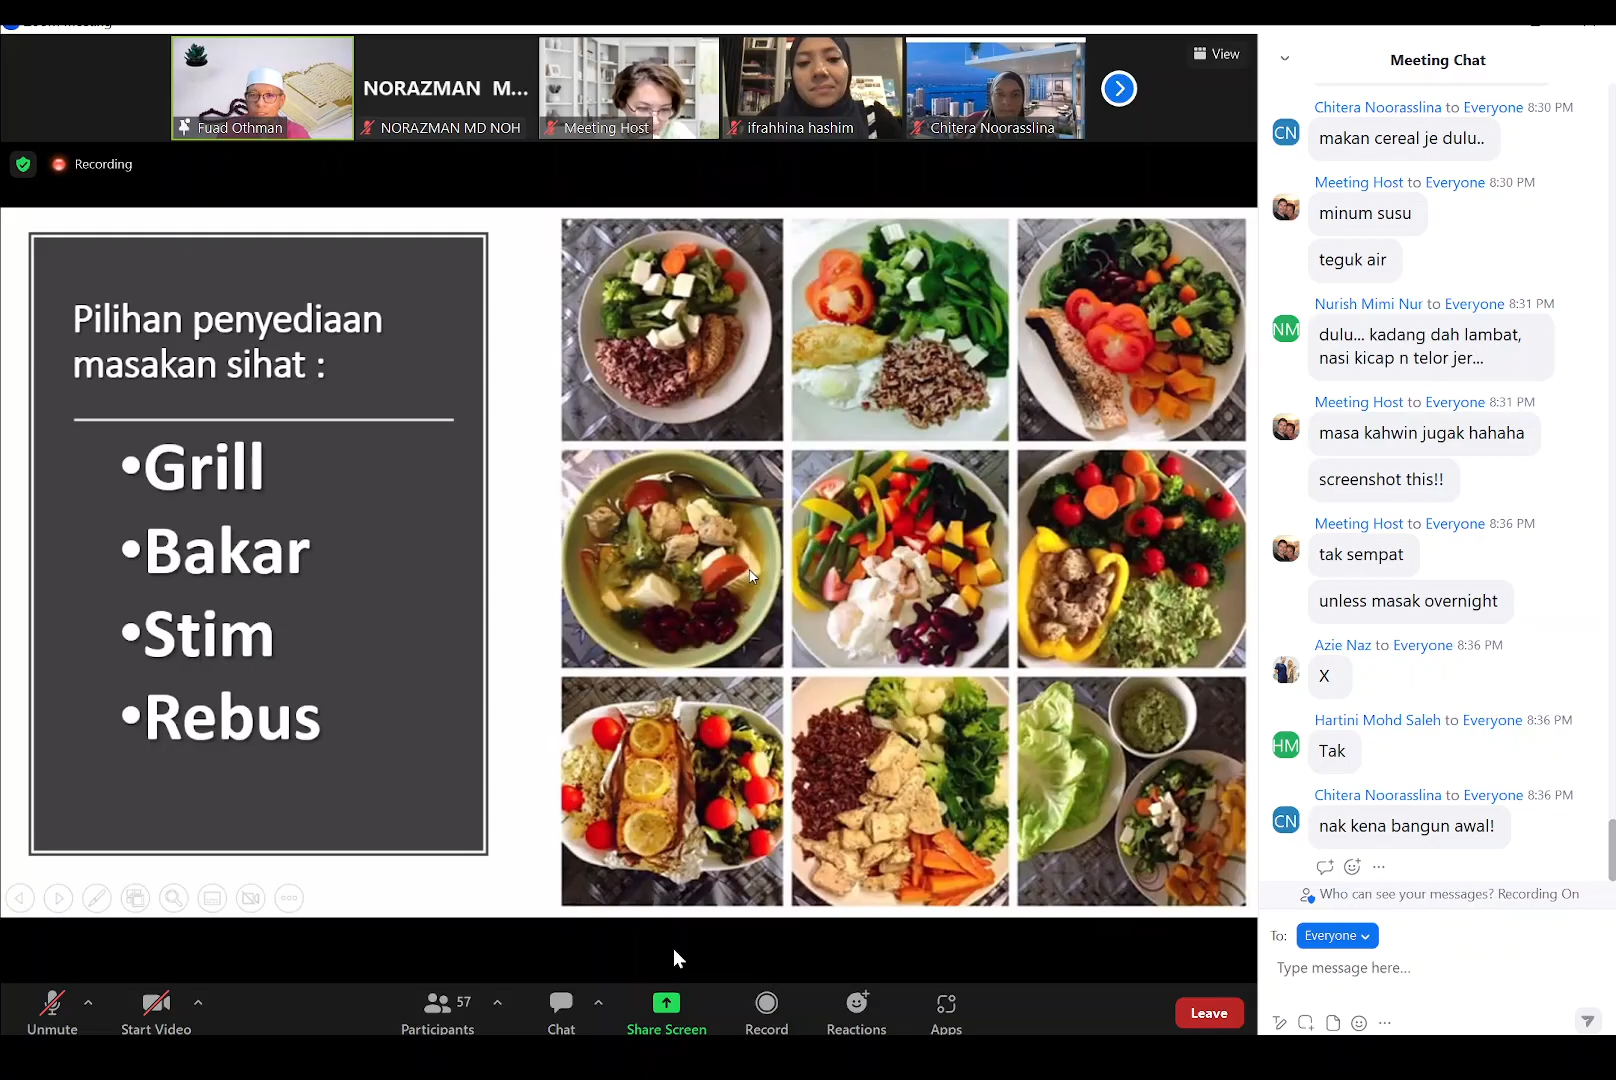 View
NORAZMAN M...
Fuad Othman
NORAZMAN MD NOH
Meeting Host
ifrahhina hashim
Chitera Noorasslina
Recording
Pilihan penyediaan
masakan sihat :
•Grill
•Bakar
•Stim
•Rebus
Meeting Chat
Chitera Noorasslina to Everyone 8:30 PM
CN
makan cereal je dulu..
Meeting Host to Everyone 8:30 PM
minum susu
teguk air
Nurish Mimi Nur to Everyone 8:31 PM
NM
dulu... kadang dah lambat,
nasi kicap n telor jer...
Meeting Host to Everyone 8:31 PM
masa kahwin jugak hahaha
screenshot this!!
Meeting Host to Everyone 8:36 PM
tak sempat
unless masak overnight
Azie Naz to Everyone 8:36 PM
X
Hartini Mohd Saleh to Everyone 8:36 PM
HM
Tak
Chitera Noorasslina to Everyone 8:36 PM
CN
nak kena bangun awal!
Who can see your messages? Recording On
To: Everyone
Type message here...
Unmute
Start Video
57
Participants
Chat
Share Screen
Record
Reactions
Apps
Leave